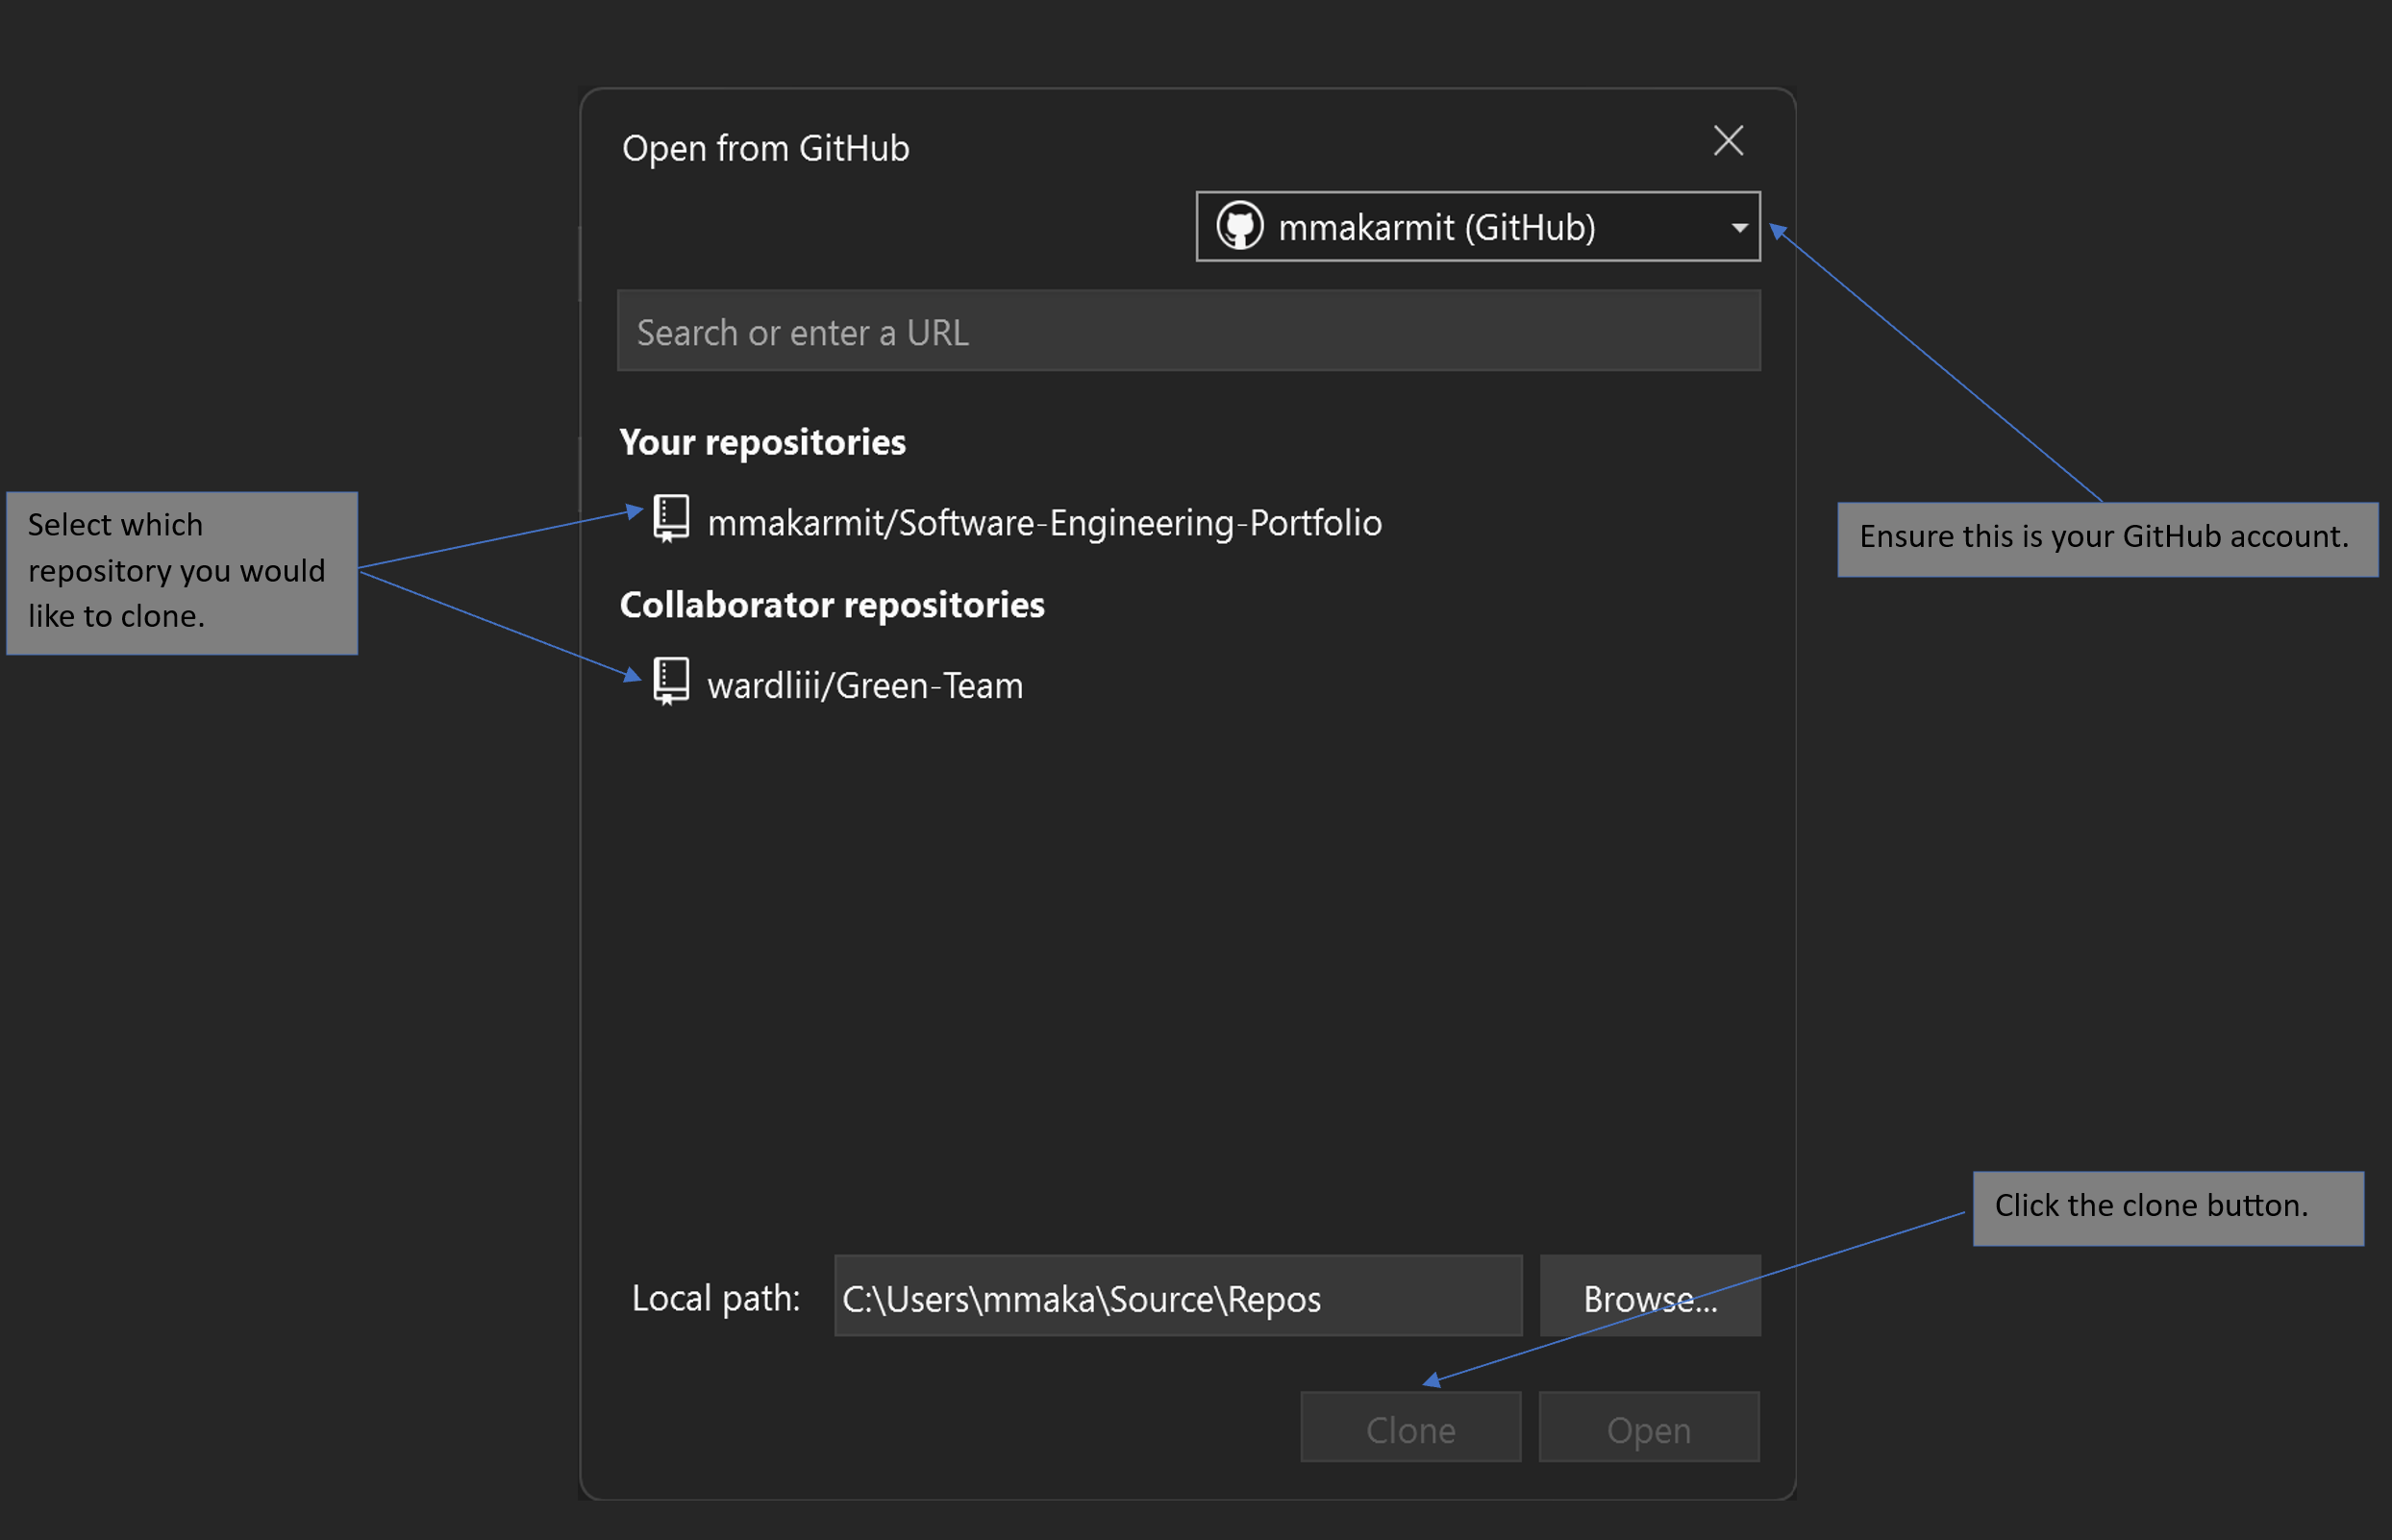 Open from GitHub
mmakarmit (GitHub)
Search or enter a URL
Your repositories
mmakarmit/Software-Engineering-Portfolio
Collaborator repositories
wardliii/Green-Team
Select which
repository you would
like to clone.
Ensure this is your GitHub account.
Click the clone button.
Local path:
C:\Users\mmaka\Source\Repos
Browse...
Clone
Open